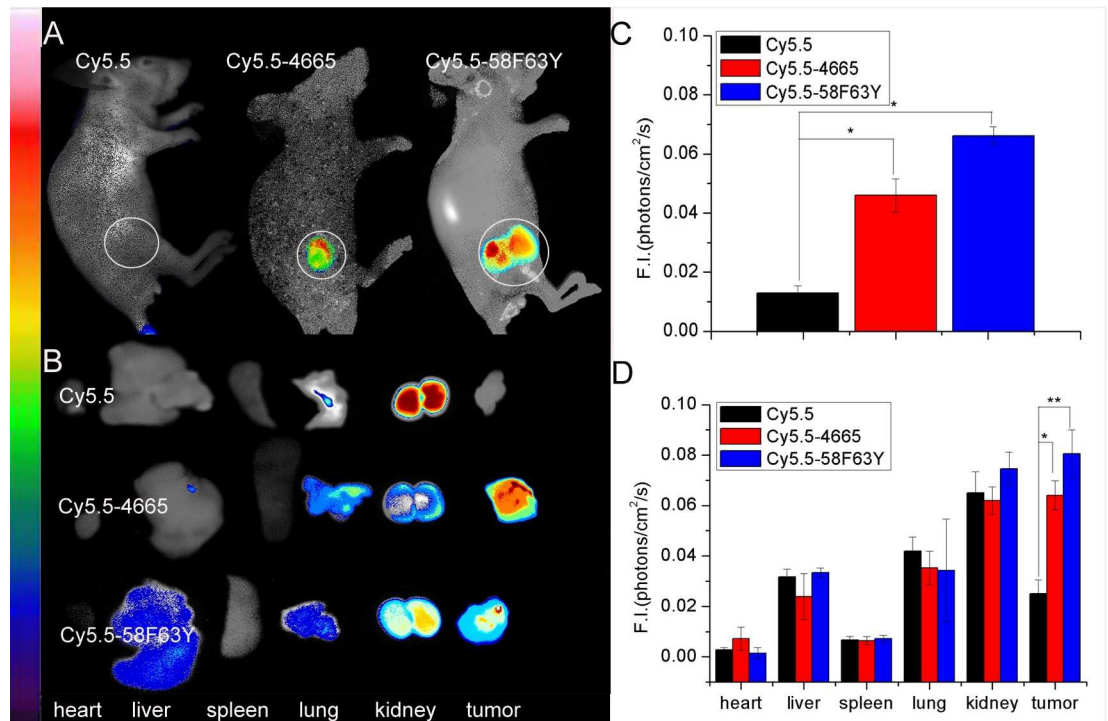 A
Cy5.5
Cy5.5-4665
Cy5.5-58F63Y
B
Cy5.5
Cy5.5-4665
Cy5.5-58F63Y
heart liver spleen lung kidney tumor
C
0.10
0.08
0.06
0.04
0.02
0.00
F.I.(photons/cm²/s)
Cy5.5
Cy5.5-4665
Cy5.5-58F63Y
*
*
D
0.10
0.08
0.06
0.04
0.02
0.00
F.I.(photons/cm²/s)
Cy5.5
Cy5.5-4665
Cy5.5-58F63Y
**
*
heart liver spleen lung kidney tumor